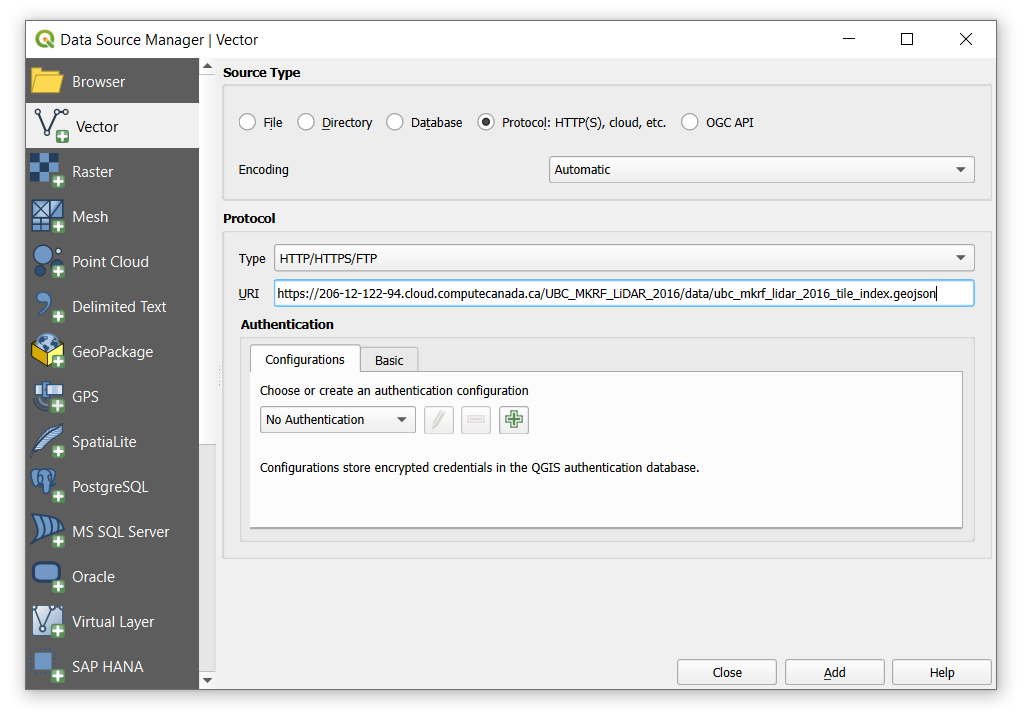 Data Source Manager | Vector
Browser
Vector
Raster
Mesh
Point Cloud
Delimited Text
GeoPackage
GPS
SpatiaLite
PostgreSQL
MS SQL Server
Oracle
Virtual Layer
SAP HANA
Source Type
File Directory Database Protocol: HTTP(S), cloud, etc. OGC API
Encoding Automatic
Protocol
Type HTTP/HTTPS/FTP
URI https://206-12-122-94.cloud.computecanada.ca/UBC_MKRF_LiDAR_2016/data/ubc_mkrf_lidar_2016_tile_index.geojson
Authentication
Configurations Basic
Choose or create an authentication configuration
No Authentication
Configurations store encrypted credentials in the QGIS authentication database.
Close Add Help